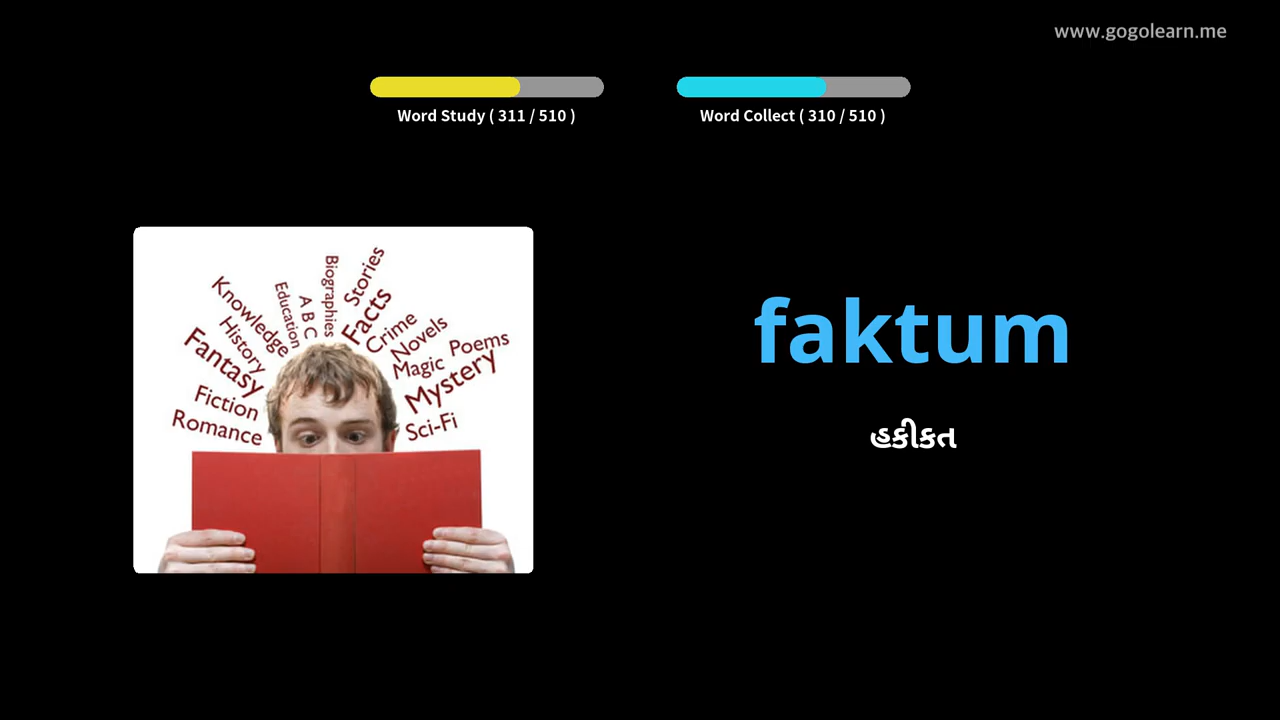 www.gogolearn.me
Word Study ( 311 / 510 )
Word Collect ( 310 / 510 )
Stories
Biographies
Facts
Education
A B C
Knowledge
Crime
History
Novels
Poems
Fantasy
Magic
Mystery
Fiction
Romance
Sci-Fi
faktum
હકીકત